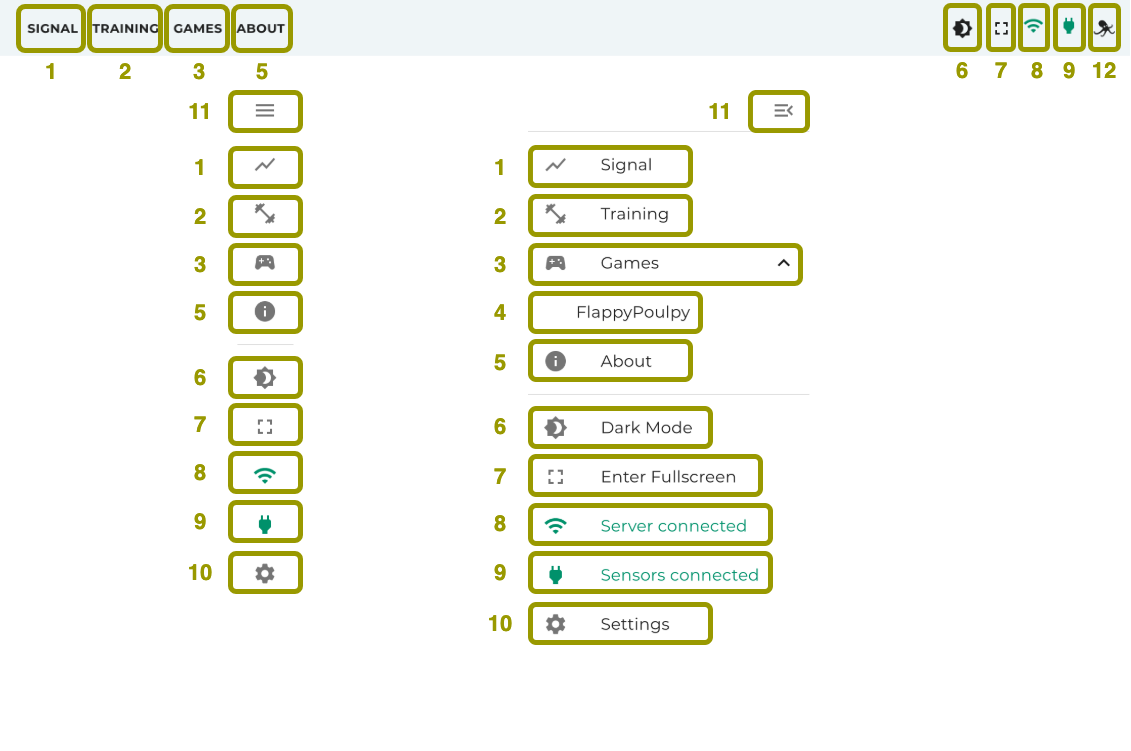 SIGNAL TRAINING GAMES ABOUT
1 2 3 5 6 7 8 9 12
11
1
2
3
5
6
7
8
9
10
11
1 Signal
2 Training
3 Games
4 FlappyPoulpy
5 About
6 Dark Mode
7 Enter Fullscreen
8 Server connected
9 Sensors connected
10 Settings